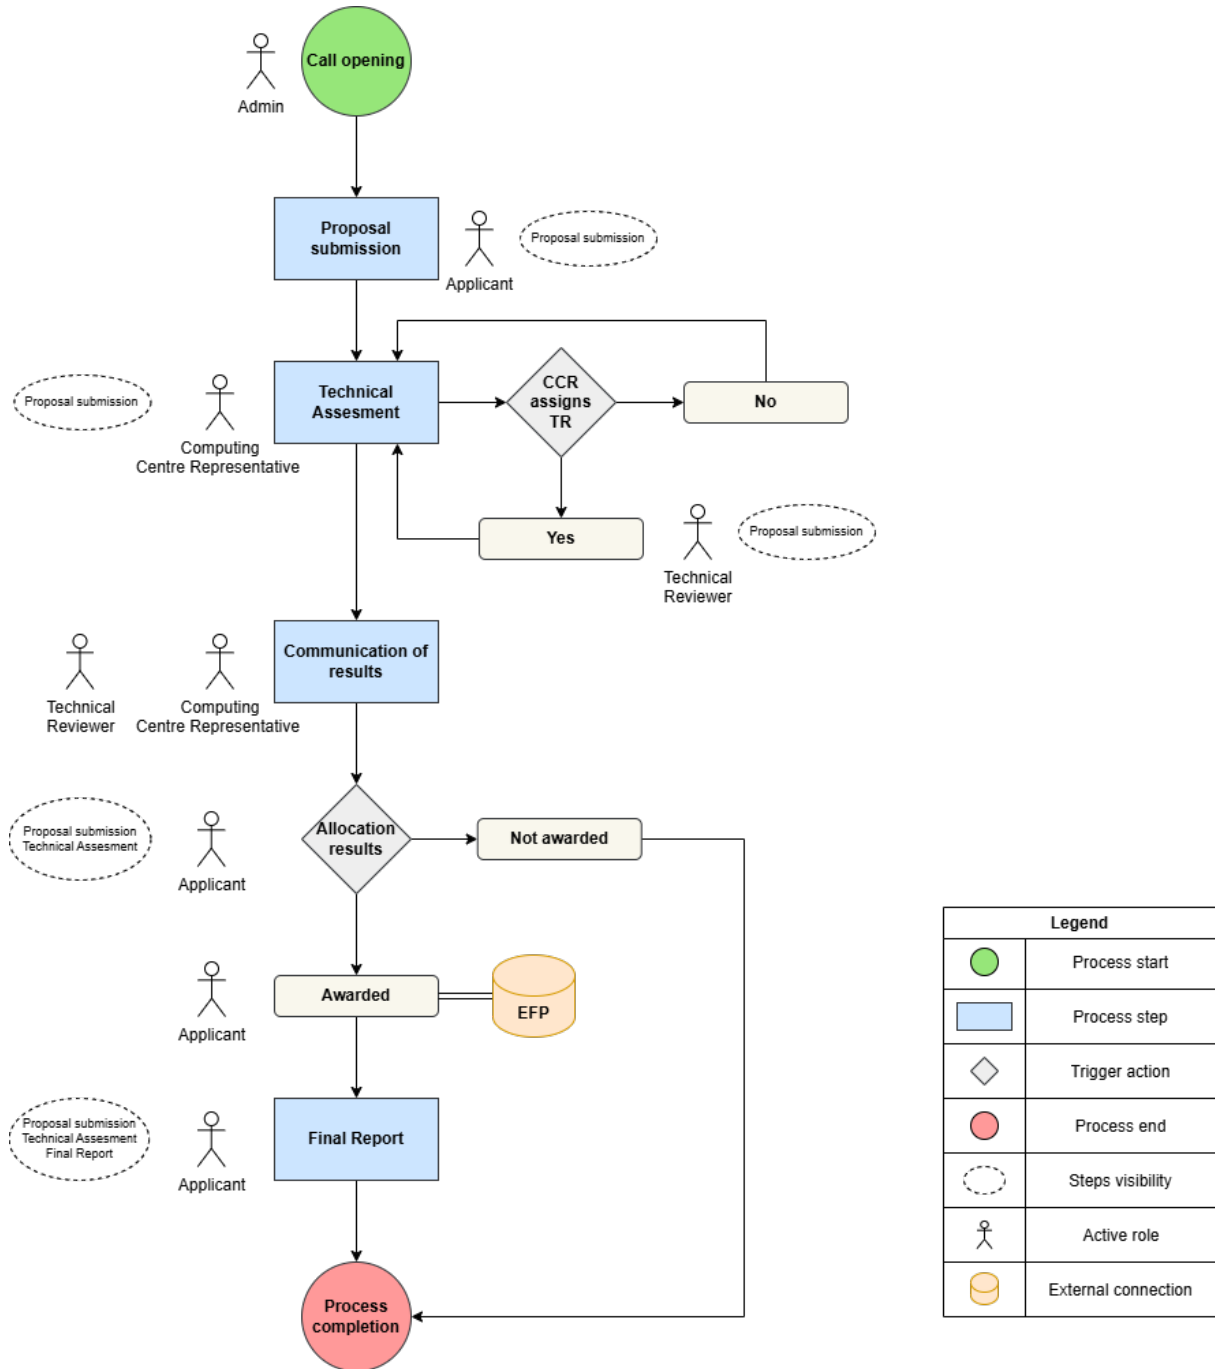 Call opening
Admin
Proposal
submission
Applicant
Proposal submission
Proposal submission
Computing
Centre Representative
Technical
Assesment
CCR
assigns
TR
No
Yes
Technical
Reviewer
Proposal submission
Technical
Reviewer
Computing
Centre Representative
Communication of
results
Proposal submission
Technical Assesment
Applicant
Allocation
results
Not awarded
Applicant
Awarded
EFP
Proposal submission
Technical Assesment
Final Report
Applicant
Final Report
Process
completion
Legend
Process start
Process step
Trigger action
Process end
Steps visibility
Active role
External connection